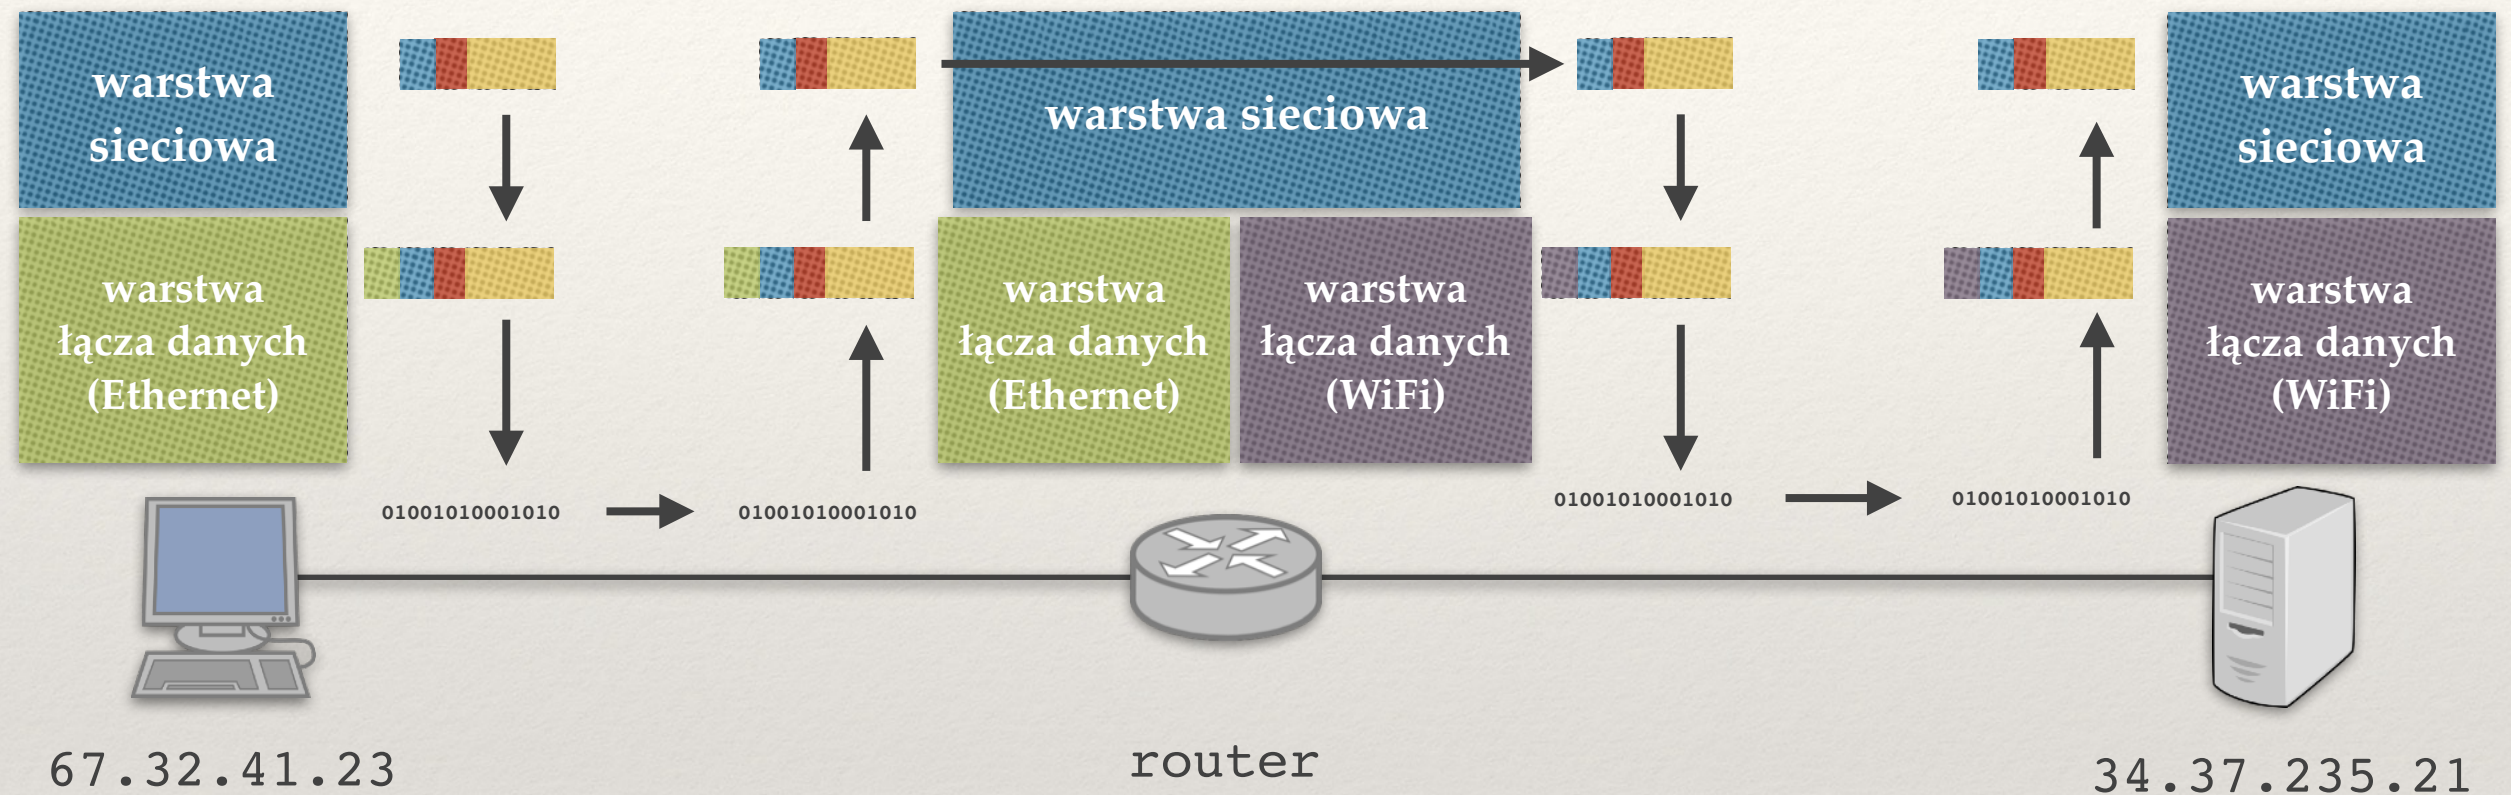 warstwa
sieciowa
warstwa sieciowa
warstwa
sieciowa
warstwa
łącza danych
(Ethernet)
warstwa
łącza danych
(Ethernet)
warstwa
łącza danych
(WiFi)
warstwa
łącza danych
(WiFi)
01001010001010
01001010001010
01001010001010
01001010001010
67.32.41.23
router
34.37.235.21